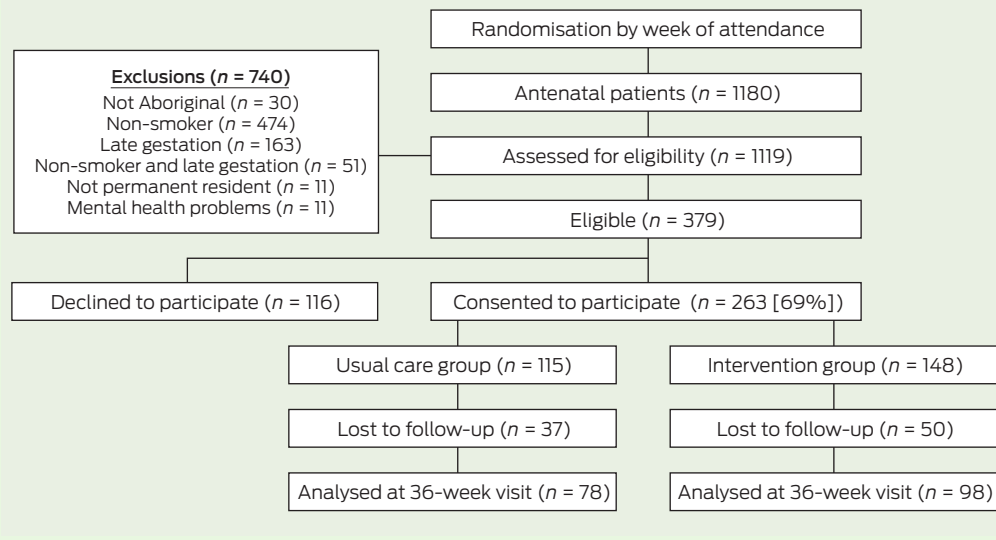 Randomisation by week of attendance
Exclusions (n = 740)
Not Aboriginal (n = 30)
Non-smoker (n = 474)
Late gestation (n = 163)
Non-smoker and late gestation (n = 51)
Not permanent resident (n = 11)
Mental health problems (n = 11)
Antenatal patients (n = 1180)
Assessed for eligibility (n = 1119)
Eligible (n = 379)
Declined to participate (n = 116)
Consented to participate (n = 263 [69%])
Usual care group (n = 115)
Intervention group (n = 148)
Lost to follow-up (n = 37)
Lost to follow-up (n = 50)
Analysed at 36-week visit (n = 78)
Analysed at 36-week visit (n = 98)